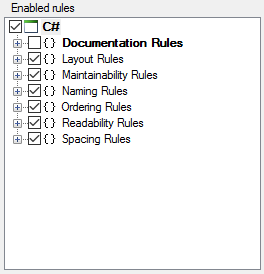 Enabled rules
C#
{} Documentation Rules
{} Layout Rules
{} Maintainability Rules
{} Naming Rules
{} Ordering Rules
{} Readability Rules
{} Spacing Rules